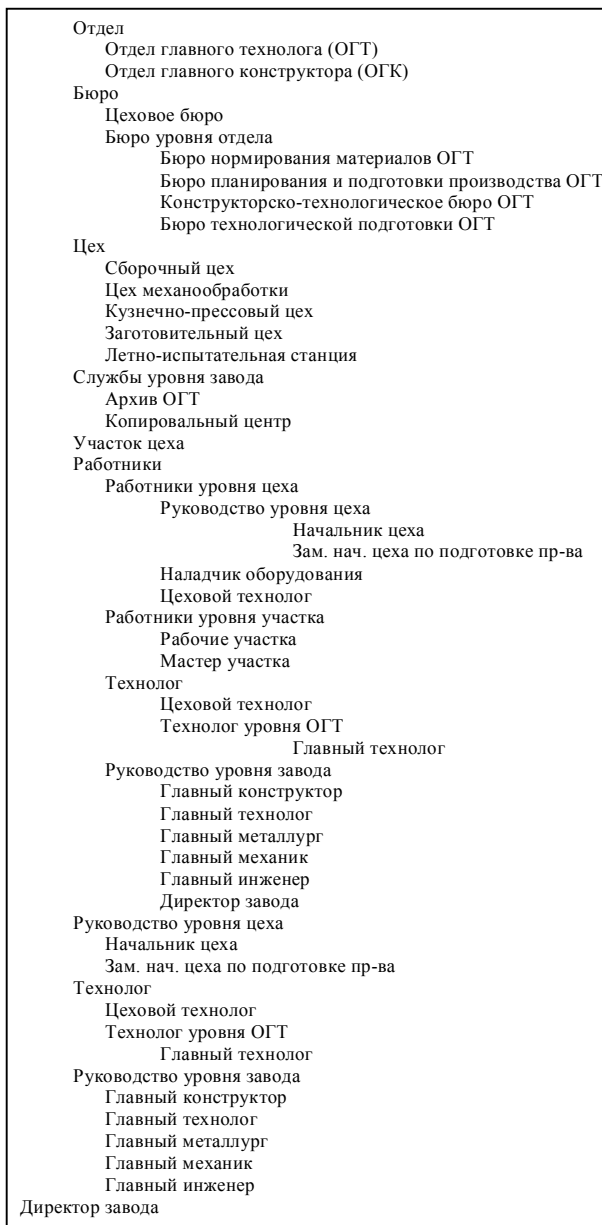 Отдел
Отдел главного технолога (ОГТ)
Отдел главного конструктора (ОГК)
Бюро
Цеховое бюро
Бюро уровня отдела
Бюро нормирования материалов ОГТ
Бюро планирования и подготовки производства ОГТ
Конструкторско-технологическое бюро ОГТ
Бюро технологической подготовки ОГТ
Цех
Сборочный цех
Цех механообработки
Кузнечно-прессовый цех
Заготовительный цех
Летно-испытательная станция
Службы уровня завода
Архив ОГТ
Копировальный центр
Участок цеха
Работники
Работники уровня цеха
Руководство уровня цеха
Начальник цеха
Зам. нач. цеха по подготовке пр-ва
Наладчик оборудования
Цеховой технолог
Работники уровня участка
Рабочие участка
Мастер участка
Технолог
Цеховой технолог
Технолог уровня ОГТ
Главный технолог
Руководство уровня завода
Главный конструктор
Главный технолог
Главный металлург
Главный механик
Главный инженер
Директор завода
Руководство уровня цеха
Начальник цеха
Зам. нач. цеха по подготовке пр-ва
Технолог
Цеховой технолог
Технолог уровня ОГТ
Главный технолог
Руководство уровня завода
Главный конструктор
Главный технолог
Главный металлург
Главный механик
Главный инженер
Директор завода